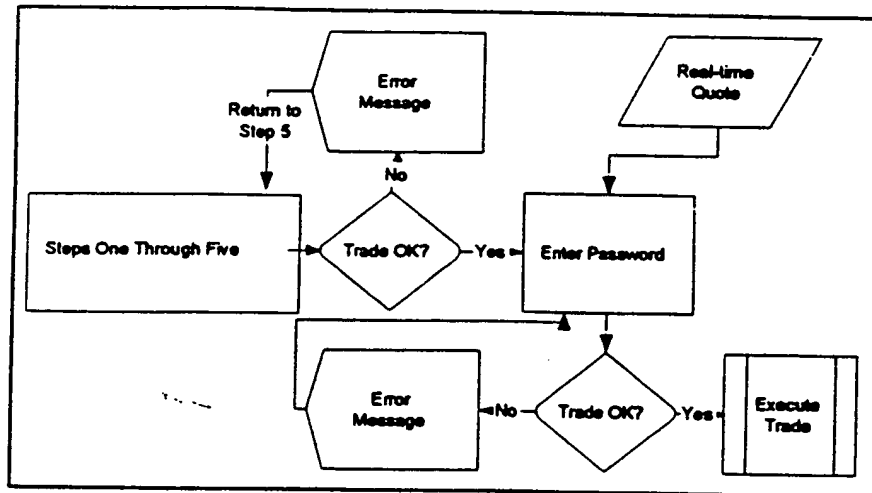 Error
Message
Real-time
Quote
Return to
Step 5
No
Steps One Through Five
Trade OK?
Yes
Enter Password
Error
Message
No
Trade OK?
Yes
Execute
Trade